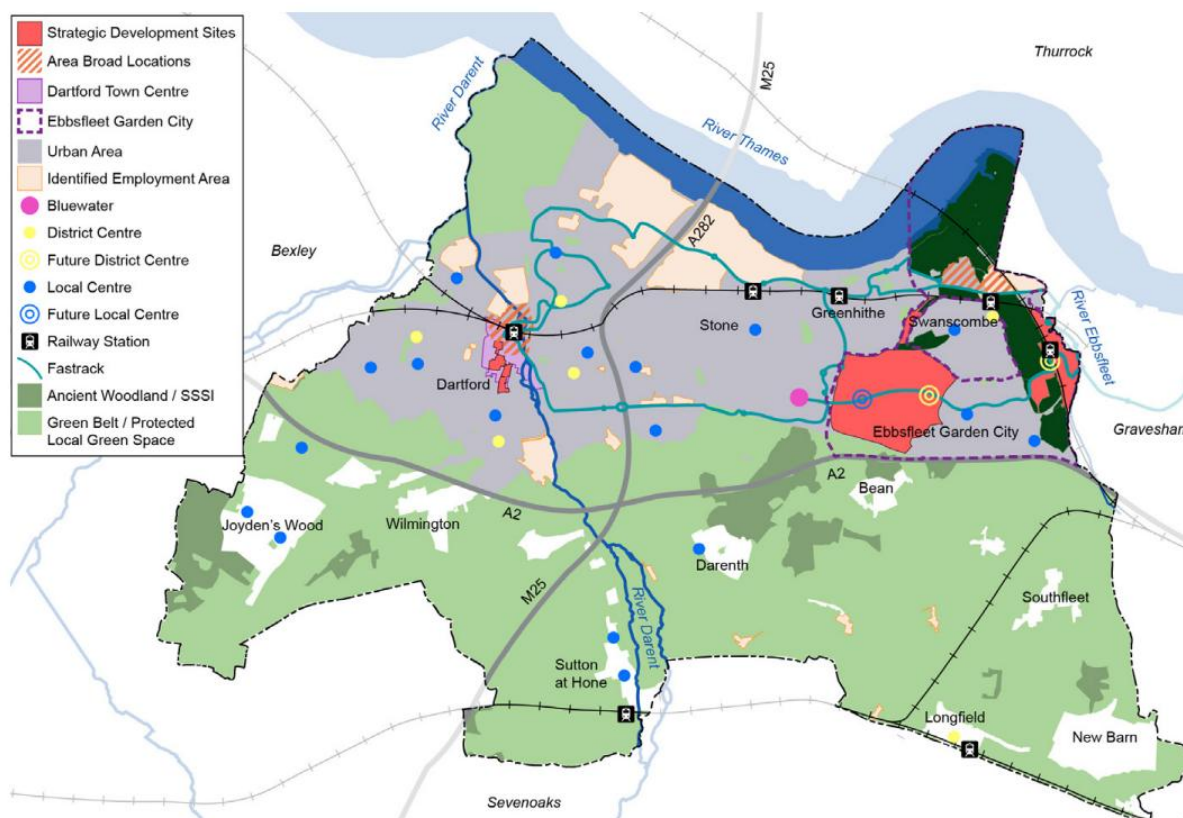 Strategic Development Sites
Area Broad Locations
Dartford Town Centre
Ebbsfleet Garden City
Urban Area
Identified Employment Area
Bluewater
District Centre
Future District Centre
Local Centre
Future Local Centre
Railway Station
Fastrack
Ancient Woodland / SSSI
Green Belt / Protected
Local Green Space
Thurrock
M25
River Darent
River Thames
A282
Bexley
Stone
Greenhithe
Swanscombe
River Ebbsfleet
Dartford
Ebbsfleet Garden City
Gravesham
A2
A2
Bean
Joyden's Wood
Wilmington
Darenth
M25
Southfleet
River Darent
Sutton
at Hone
Longfield
New Barn
Sevenoaks